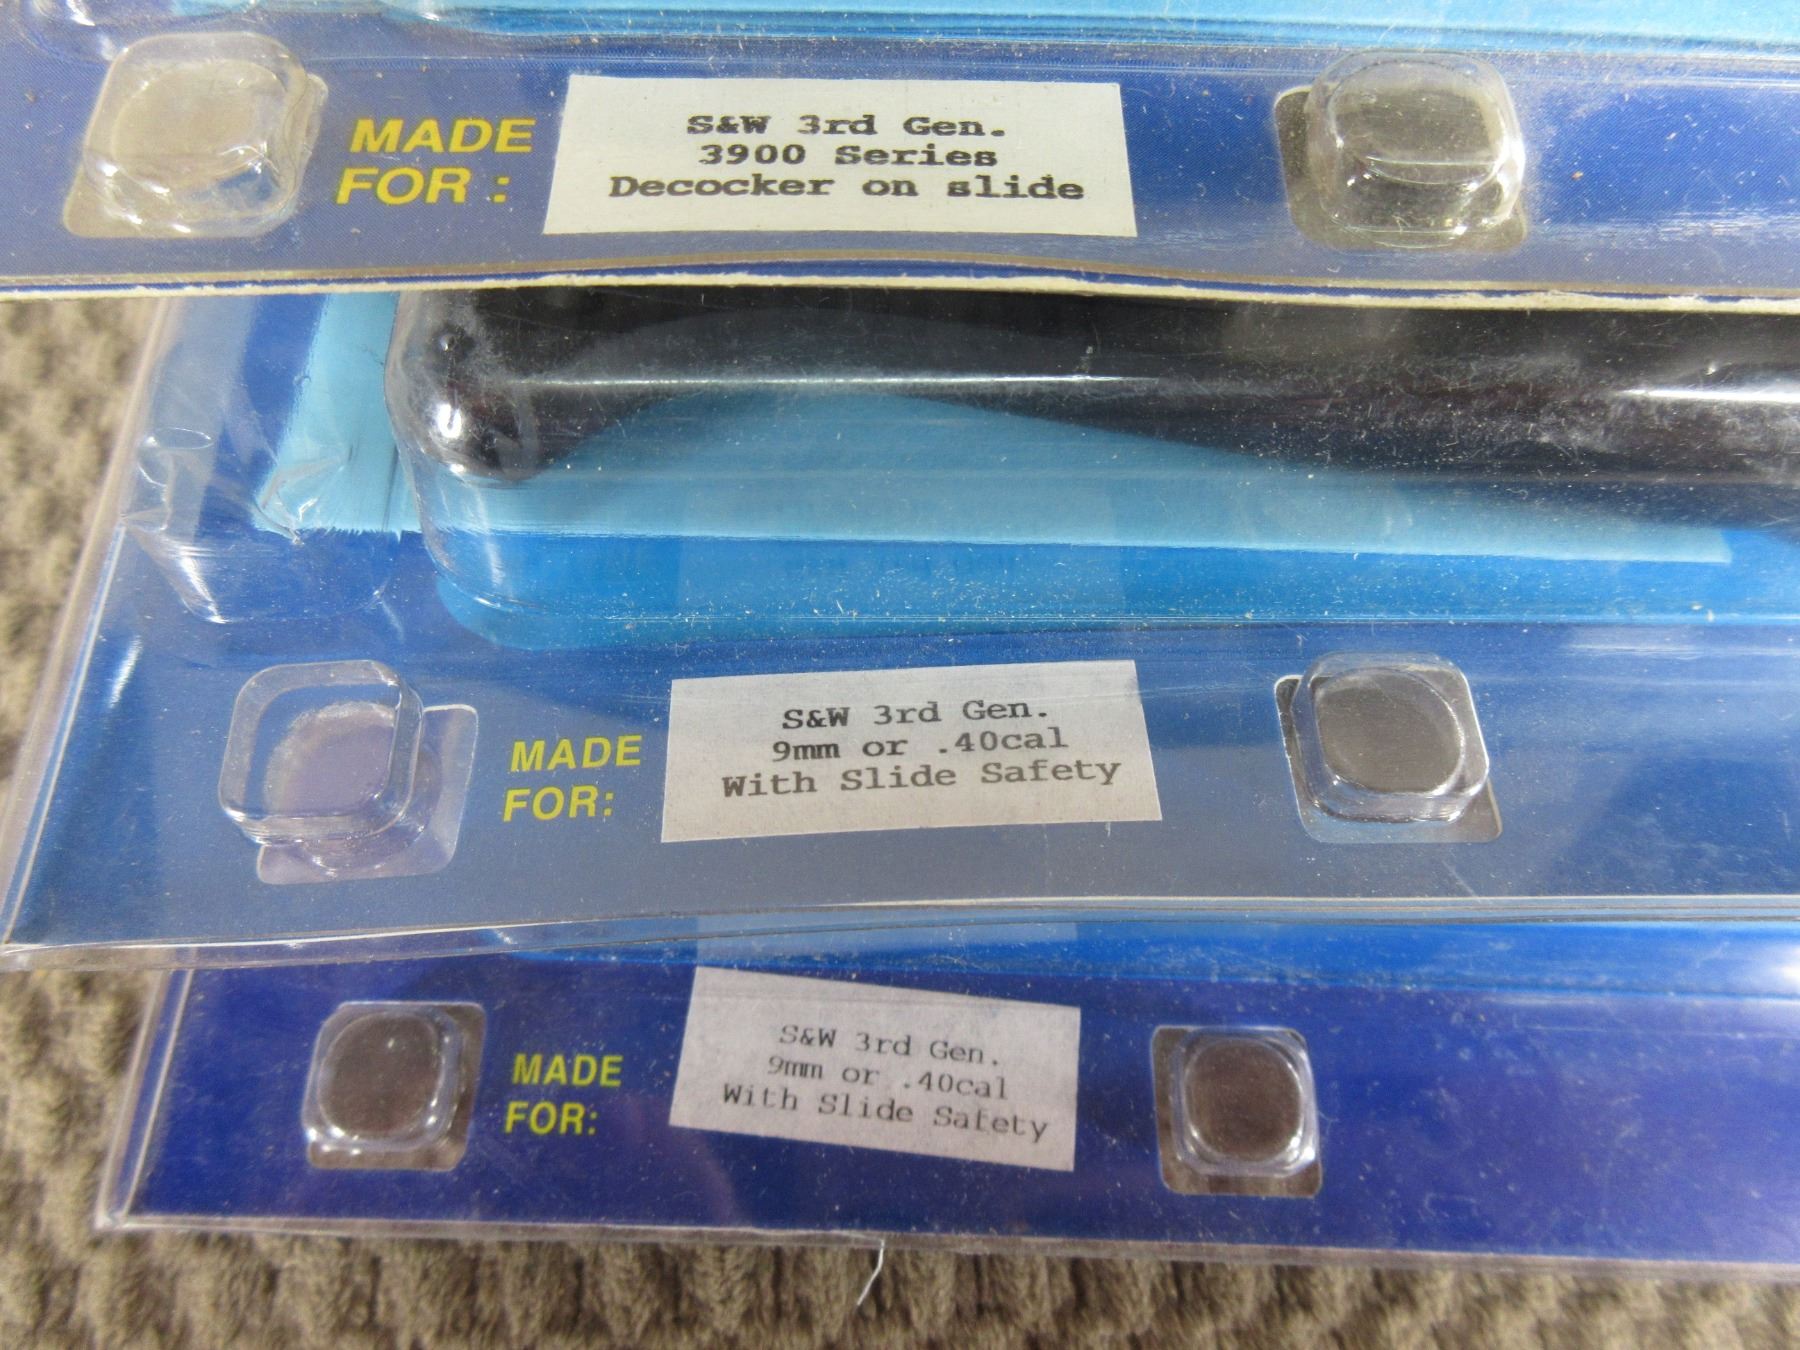 MADE
FOR :
S&W 3rd Gen.
3900 Series
Decocker on slide
MADE
FOR:
S&W 3rd Gen.
9mm or .40cal
With Slide Safety
MADE
FOR:
S&W 3rd Gen.
9mm or .40cal
With Slide Safety